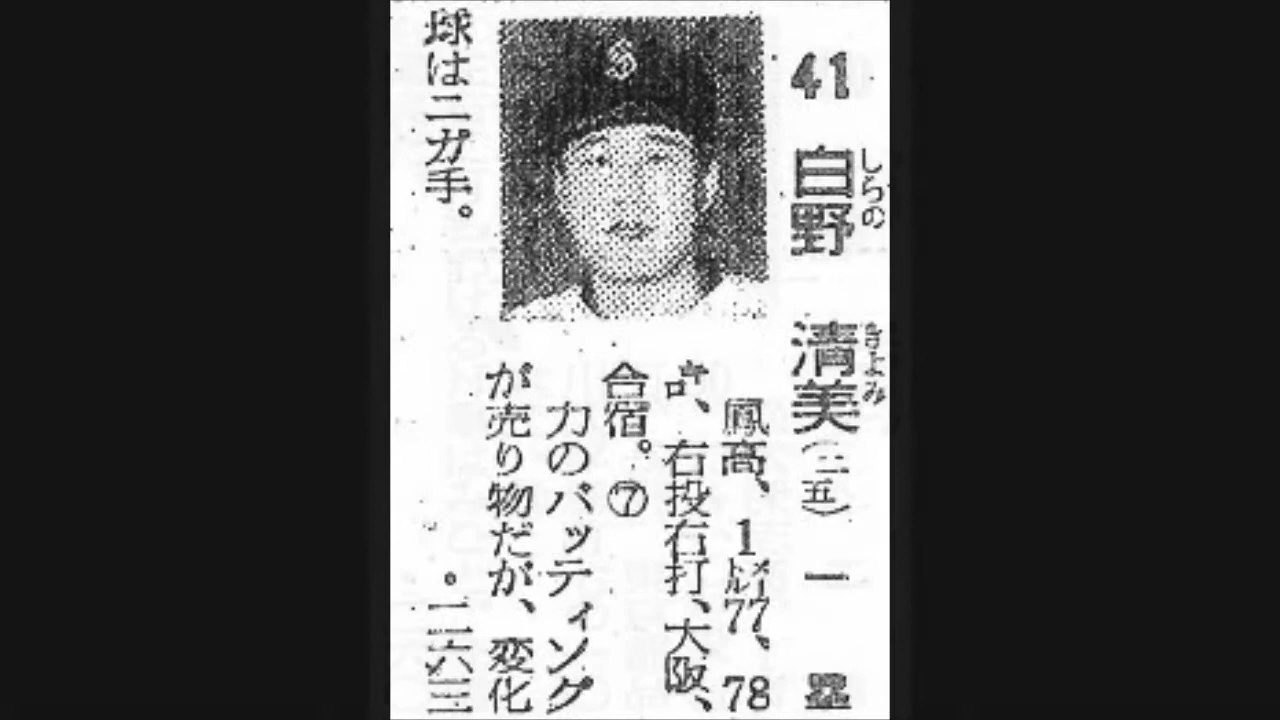 41 白野 清美(二五) 一塁
しらの きよみ
鳳高、1メートル77、78
キロ、右投右打、大阪、
合宿。⑦
力のバッティング
が売り物だが、変化
球はニガ手。
。二六三